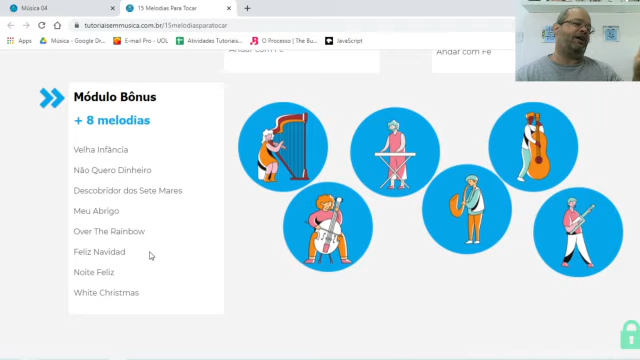 Música 04
15 Melodias Para Tocar
tutoriaisemmusica.com.br/15melodiasparatocar
Música - Google Dr...
E-mail Pro - UOL
Atividades Tutoriais...
O Processo | The Bu...
JavaScript
Andar com Fé
Andar com Fé
Módulo Bônus
+ 8 melodias
Velha Infância
Não Quero Dinheiro
Descobridor dos Sete Mares
Meu Abrigo
Over The Rainbow
Feliz Navidad
Noite Feliz
White Christmas